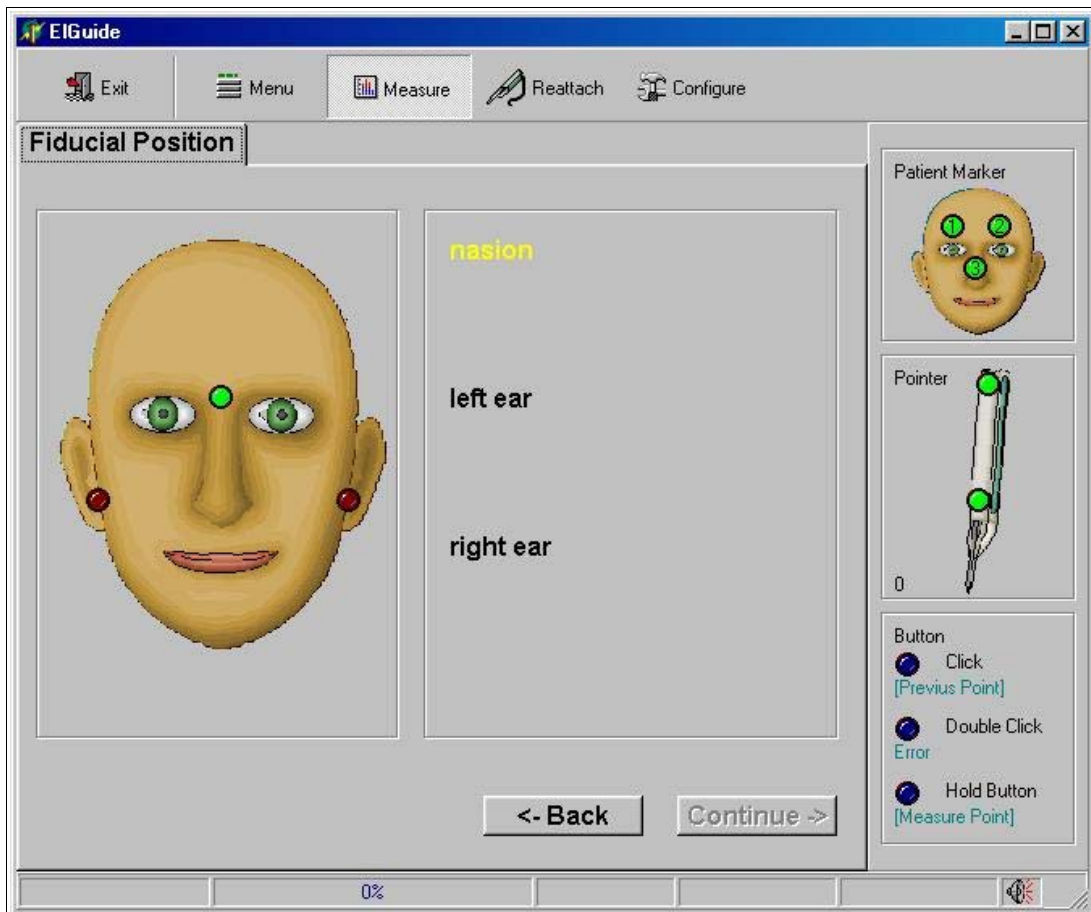 ElGuide
Exit Menu Measure Reattach Configure
Fiducial Position
nasion
left ear
right ear
<- Back Continue ->
Patient Marker
1 2
3
Pointer
0
Button
Click
[Previus Point]
Double Click
Error
Hold Button
[Measure Point]
0%